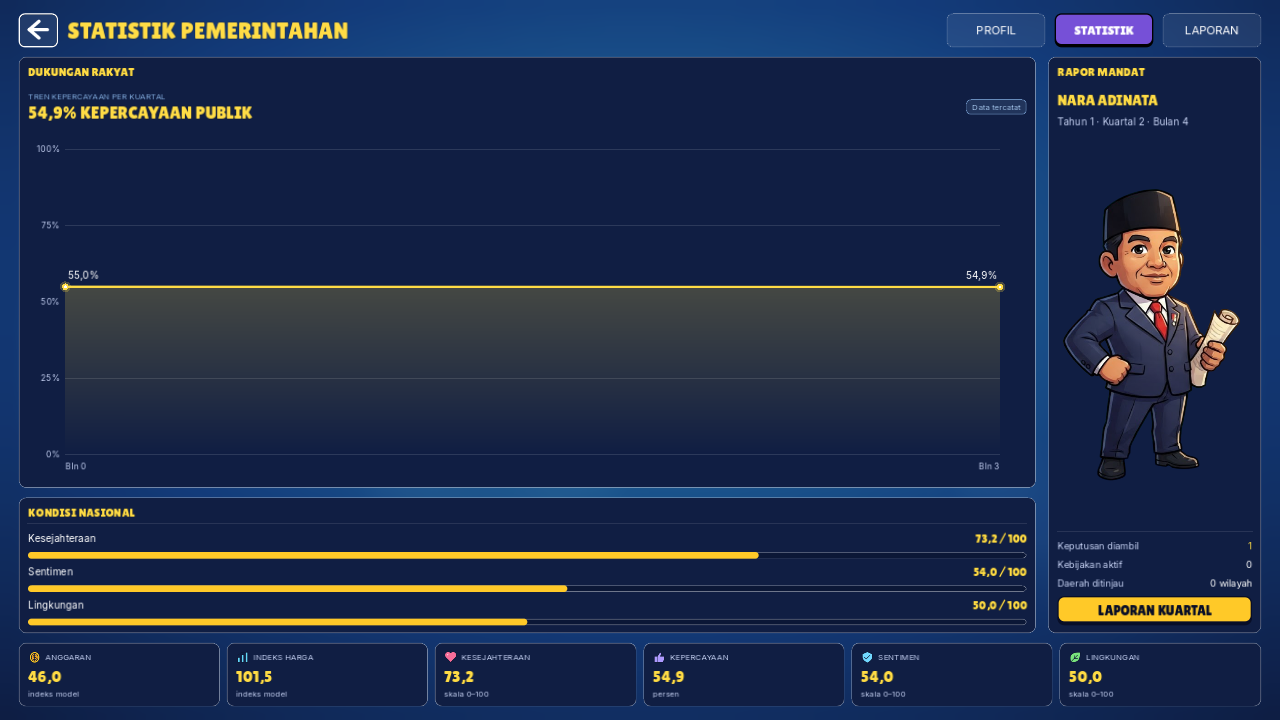 STATISTIK PEMERINTAHAN
PROFIL
STATISTIK
LAPORAN
DUKUNGAN RAKYAT
TREN KEPERCAYAAN PER KUARTAL
54,9% KEPERCAYAAN PUBLIK
Data tercatat
100%
75%
55,0%
54,9%
50%
25%
0%
Bln 0
Bln 3
KONDISI NASIONAL
Kesejahteraan
73,2 / 100
Sentimen
54,0 / 100
Lingkungan
50,0 / 100
RAPOR MANDAT
NARA ADINATA
Tahun 1 · Kuartal 2 · Bulan 4
Keputusan diambil
1
Kebijakan aktif
0
Daerah ditinjau
0 wilayah
LAPORAN KUARTAL
ANGGARAN
46,0
indeks model
INDEKS HARGA
101,5
indeks model
KESEJAHTERAAN
73,2
skala 0–100
KEPERCAYAAN
54,9
persen
SENTIMEN
54,0
skala 0–100
LINGKUNGAN
50,0
skala 0–100